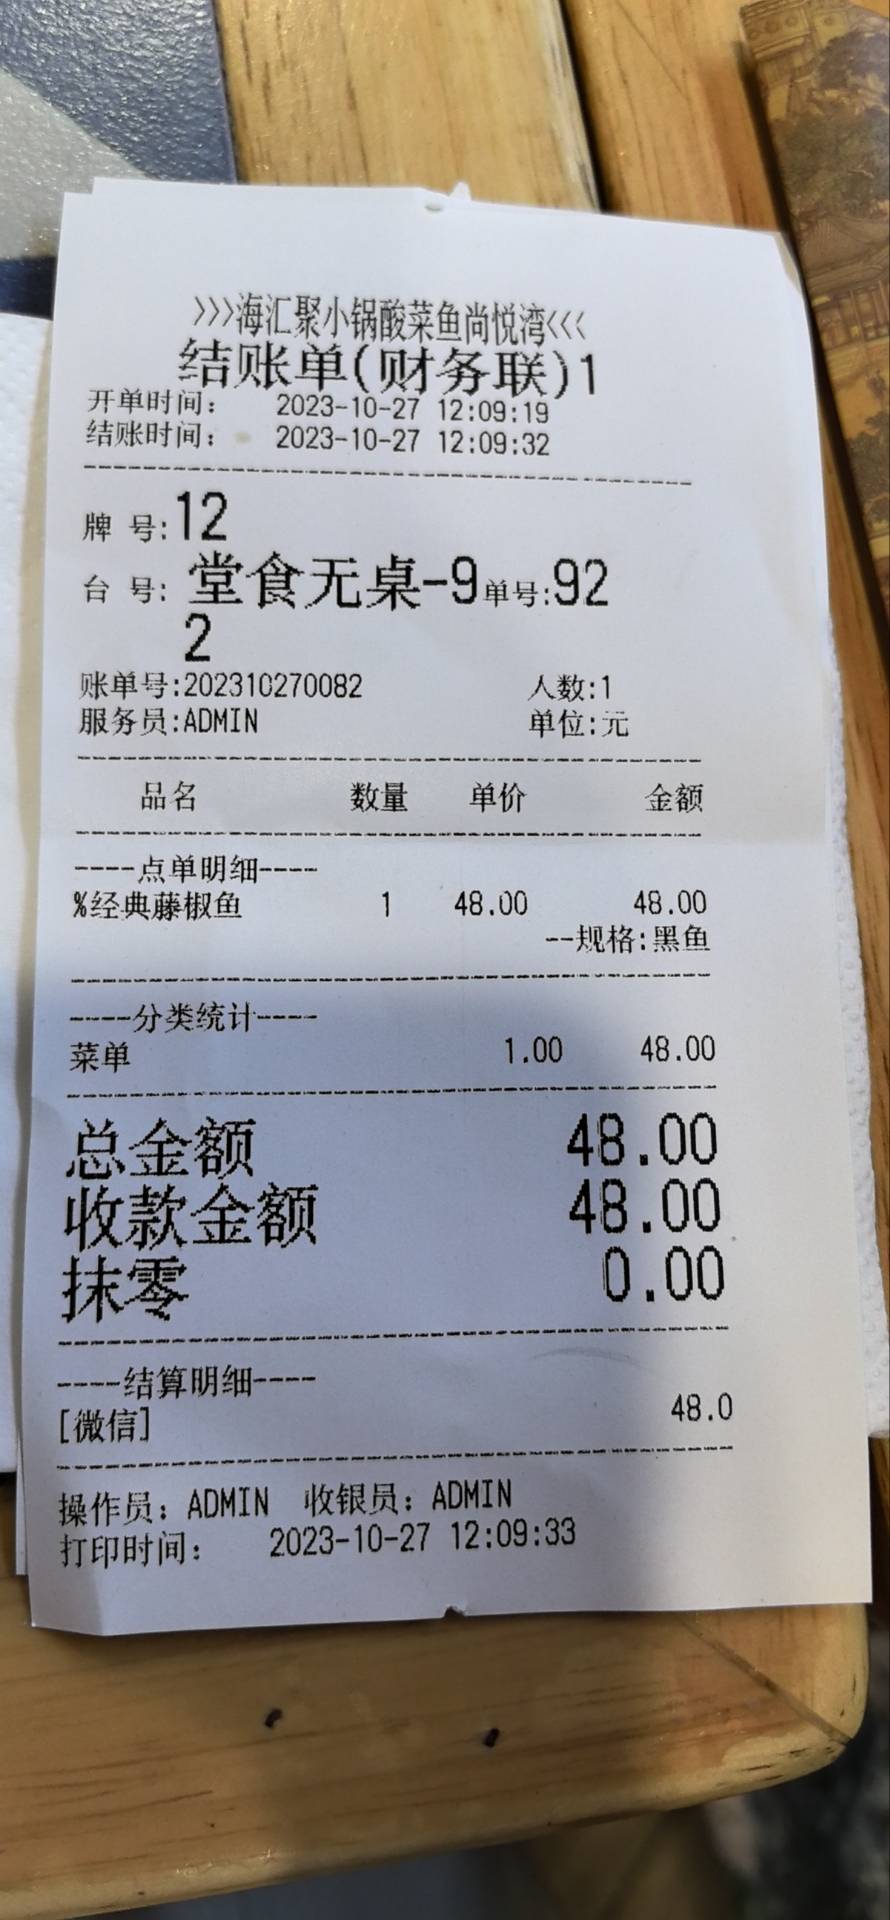 >>>海汇聚小锅酸菜鱼尚悦湾<<<
结账单(财务联)1
开单时间： 2023-10-27 12:09:19
结账时间： 2023-10-27 12:09:32
牌 号:12
台 号: 堂食无桌-9单号:92
2
账单号:202310270082 人数:1
服务员:ADMIN 单位:元
品名 数量 单价 金额
----点单明细----
%经典藤椒鱼 1 48.00 48.00
--规格:黑鱼
----分类统计----
菜单 1.00 48.00
总金额 48.00
收款金额 48.00
抹零 0.00
----结算明细----
[微信] 48.0
操作员：ADMIN 收银员：ADMIN
打印时间： 2023-10-27 12:09:33